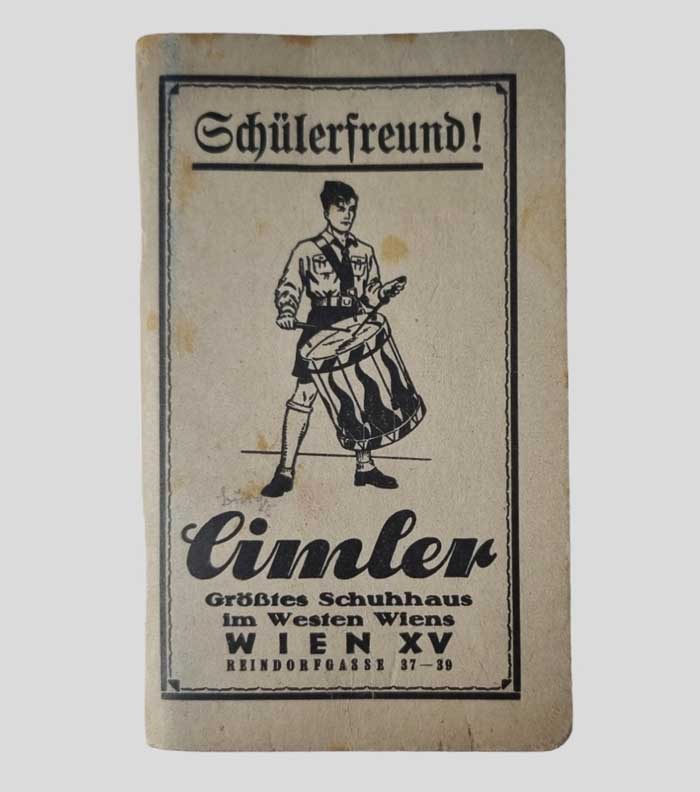 Schülerfreund!
Cimler
Größtes Schuhhaus
im Westen Wiens
WIEN XV
REINDORFGASSE 37—39